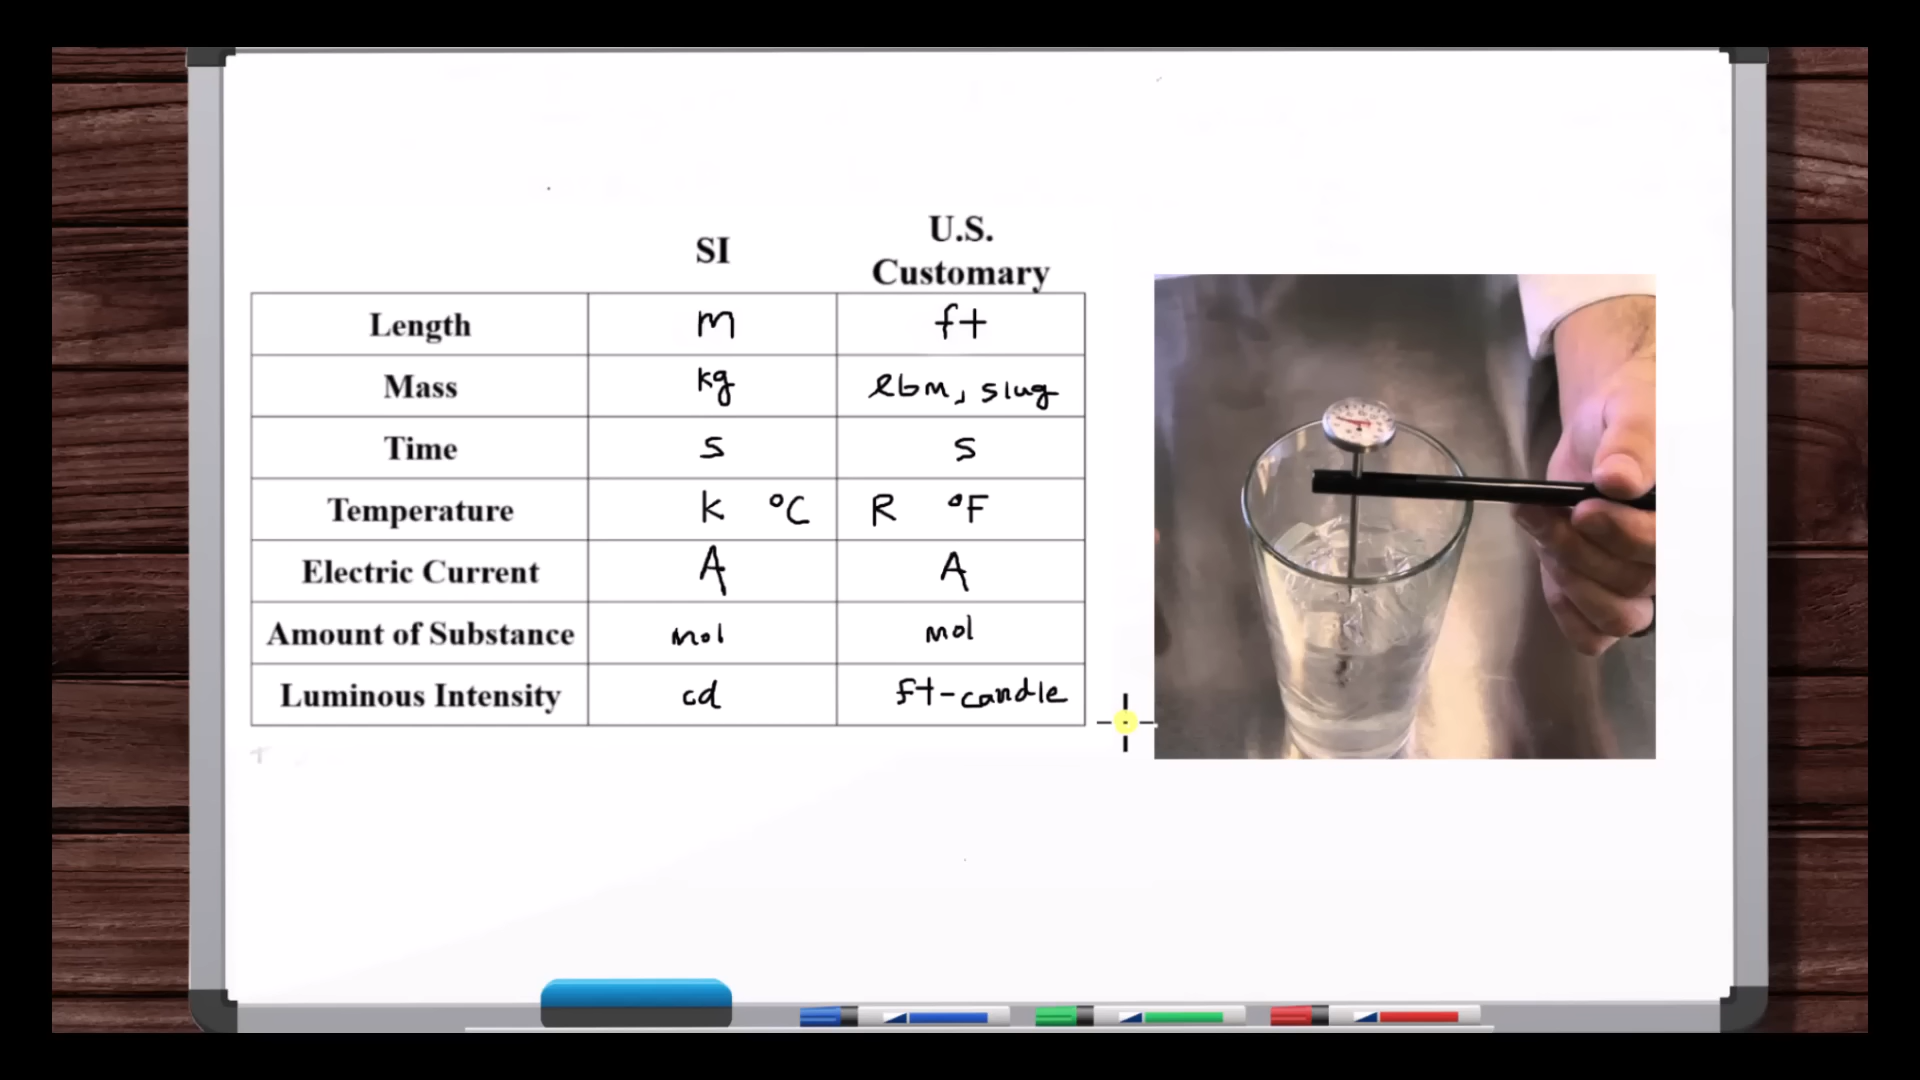 SI
U.S.
Customary
Length m ft
Mass kg lbm, slug
Time s s
Temperature K °C R °F
Electric Current A A
Amount of Substance mol mol
Luminous Intensity cd ft-candle